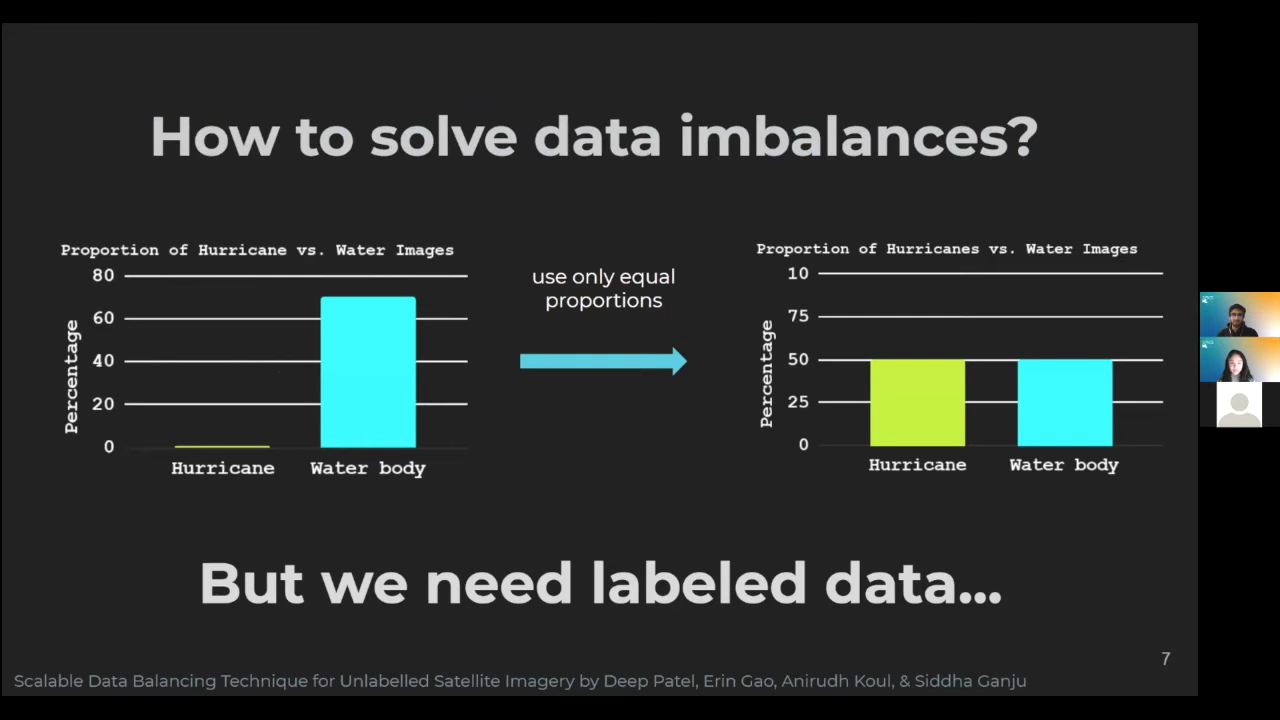 How to solve data imbalances?
Proportion of Hurricane vs. Water Images
80
60
40
20
0
Percentage
Hurricane
Water body
use only equal
proportions
Proportion of Hurricanes vs. Water Images
10
75
50
25
0
Percentage
Hurricane
Water body
But we need labeled data...
7
Scalable Data Balancing Technique for Unlabelled Satellite Imagery by Deep Patel, Erin Gao, Anirudh Koul, & Siddha Ganju